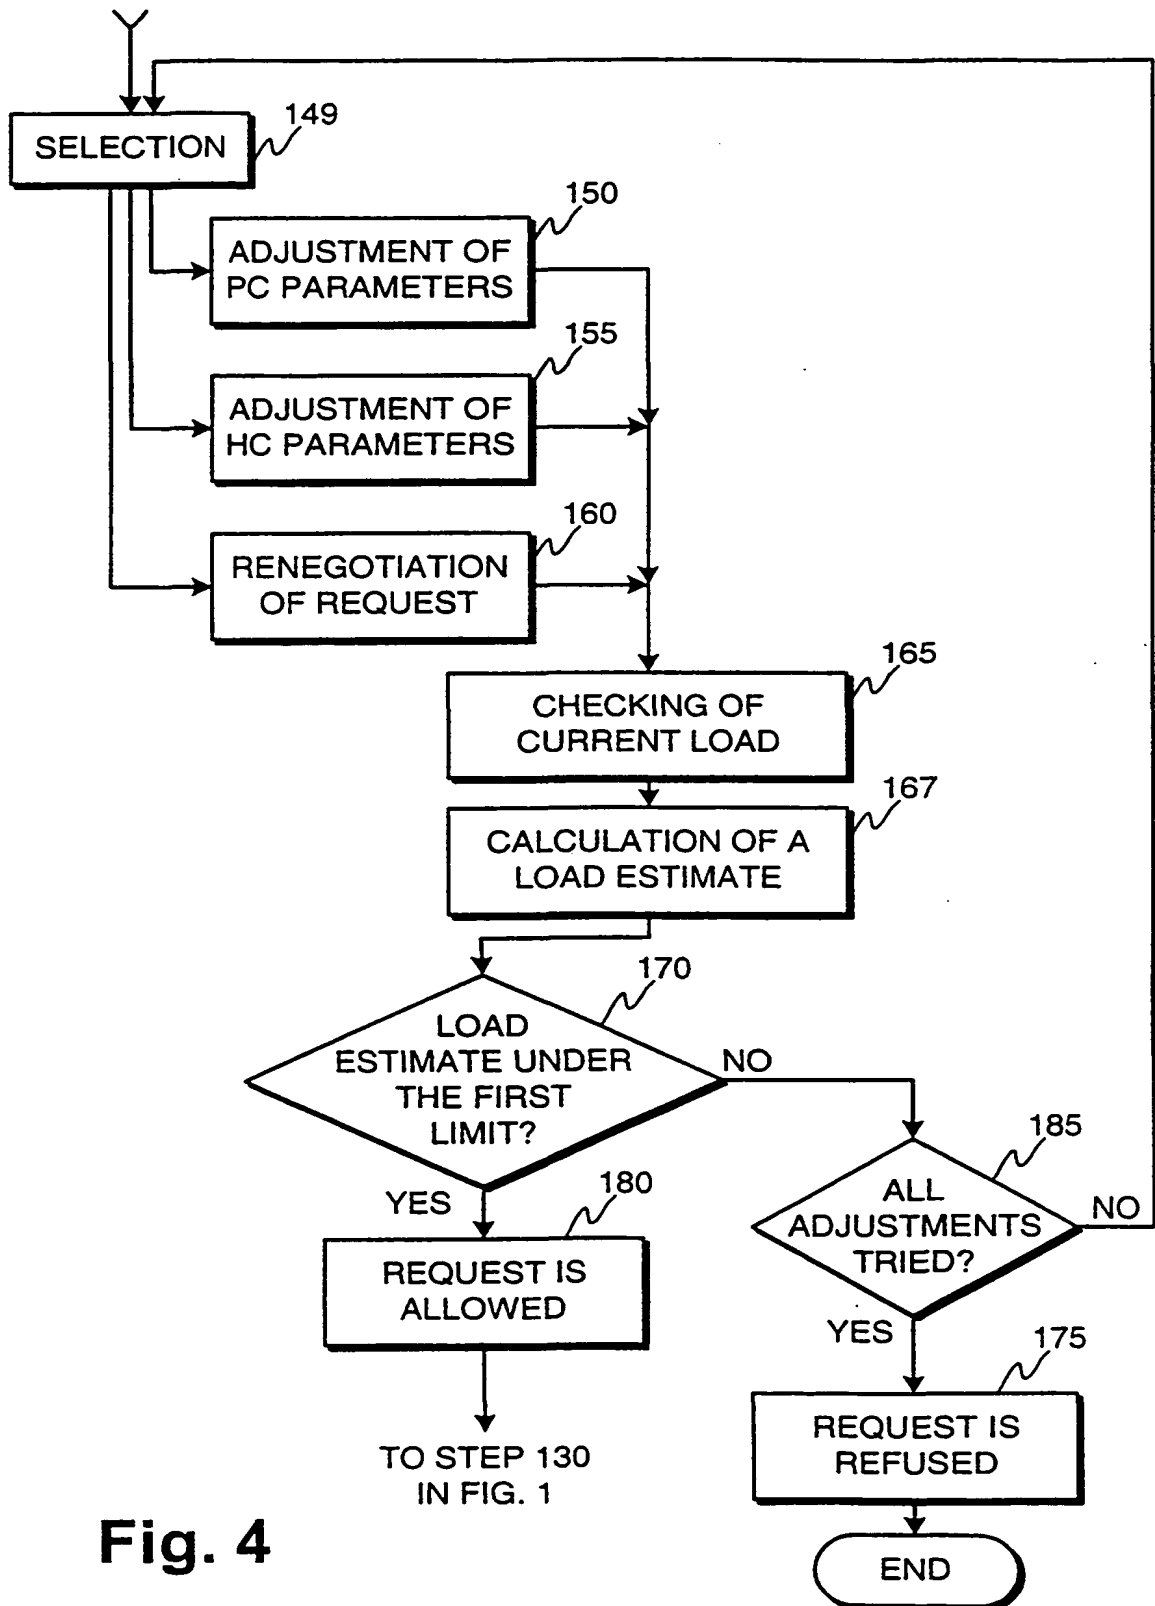 149
SELECTION
150
ADJUSTMENT OF
PC PARAMETERS
155
ADJUSTMENT OF
HC PARAMETERS
160
RENEGOTIATION
OF REQUEST
165
CHECKING OF
CURRENT LOAD
167
CALCULATION OF A
LOAD ESTIMATE
170
LOAD
ESTIMATE UNDER
THE FIRST
LIMIT?
NO
185
ALL
ADJUSTMENTS
TRIED?
NO
YES
180
REQUEST IS
ALLOWED
YES
175
REQUEST IS
REFUSED
TO STEP 130
IN FIG. 1
Fig. 4
END